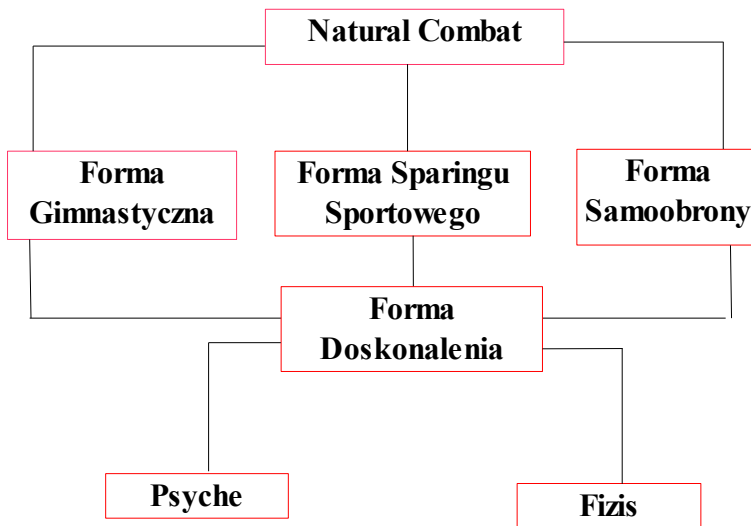 Natural Combat
Forma
Gimnastyczna
Forma Sparingu
Sportowego
Forma
Samoobrony
Forma
Doskonalenia
Psyche
Fizis